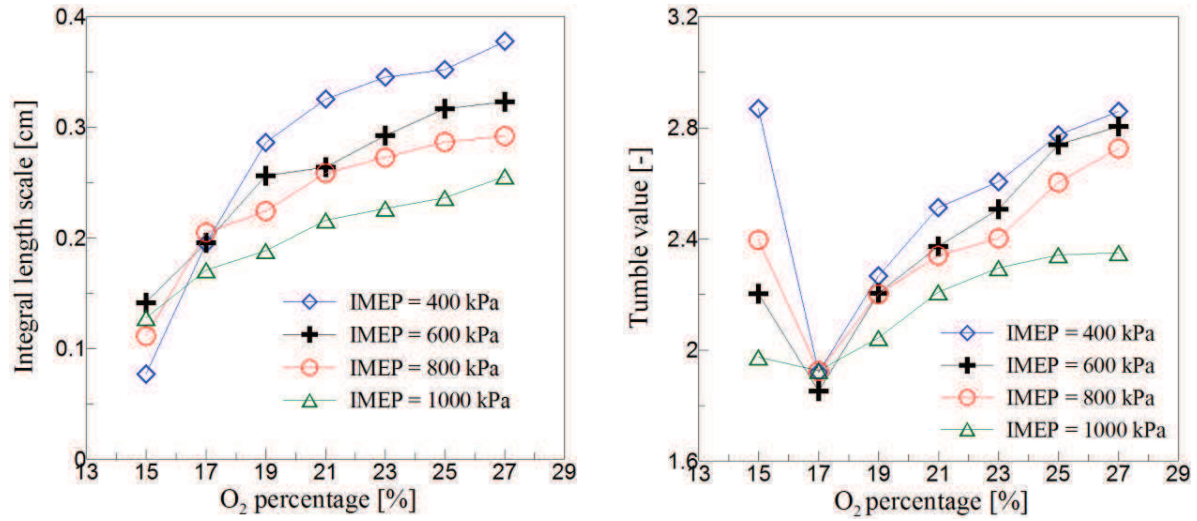 0.4
0.3
0.2
0.1
0
Integral length scale [cm]
IMEP = 400 kPa
IMEP = 600 kPa
IMEP = 800 kPa
IMEP = 1000 kPa
13 15 17 19 21 23 25 27 29
O₂ percentage [%]
3.2
2.8
2.4
2
1.6
Tumble value [-]
IMEP = 400 kPa
IMEP = 600 kPa
IMEP = 800 kPa
IMEP = 1000 kPa
13 15 17 19 21 23 25 27 29
O₂ percentage [%]